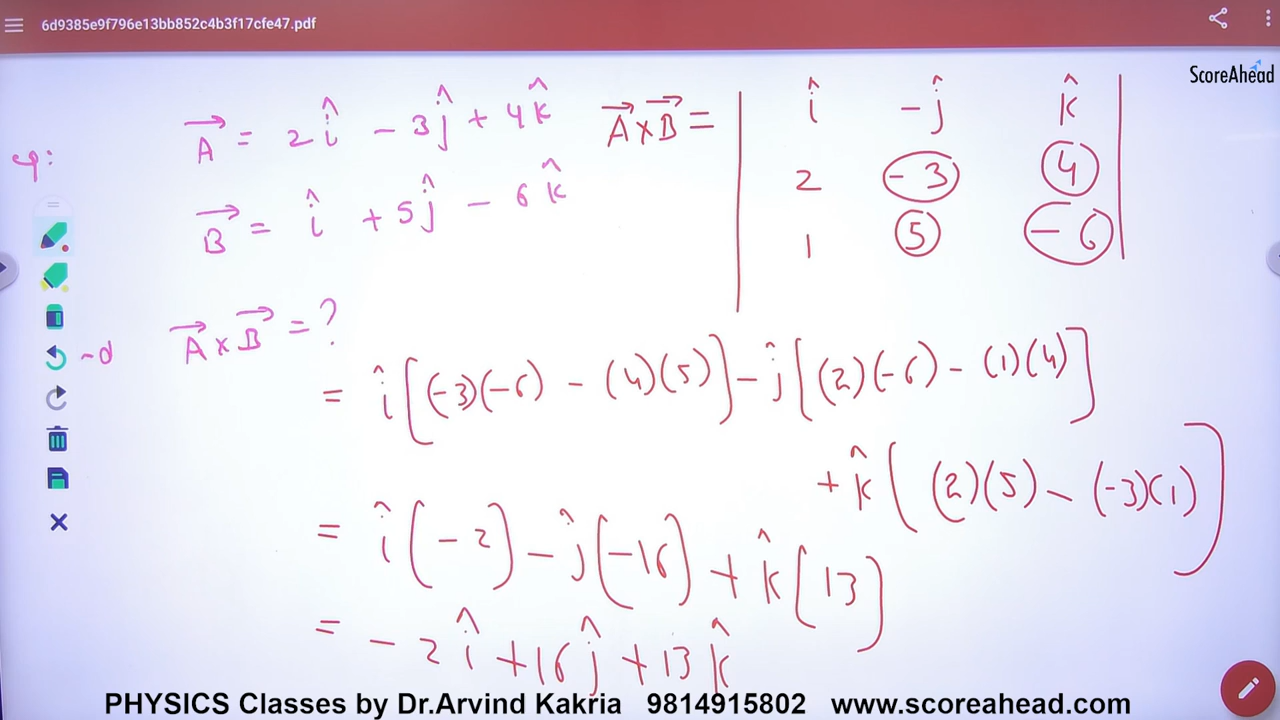 6d9385e9f796e13bb852c4b3f17cfe47.pdf
ScoreAhead
φ: A⃗ = 2î - 3ĵ + 4k̂
B⃗ = î + 5ĵ - 6k̂
A⃗ × B⃗ = ?
A⃗ × B⃗ = | î -ĵ k̂ |
| 2 -3 4 |
| 1 5 -6 |
= î [(-3)(-6) - (4)(5)] - ĵ [(2)(-6) - (1)(4)]
+ k̂ [(2)(5) - (-3)(1)]
= î (-2) - ĵ (-16) + k̂ [13]
= -2î + 16ĵ + 13k̂
PHYSICS Classes by Dr.Arvind Kakria 9814915802 www.scoreahead.com